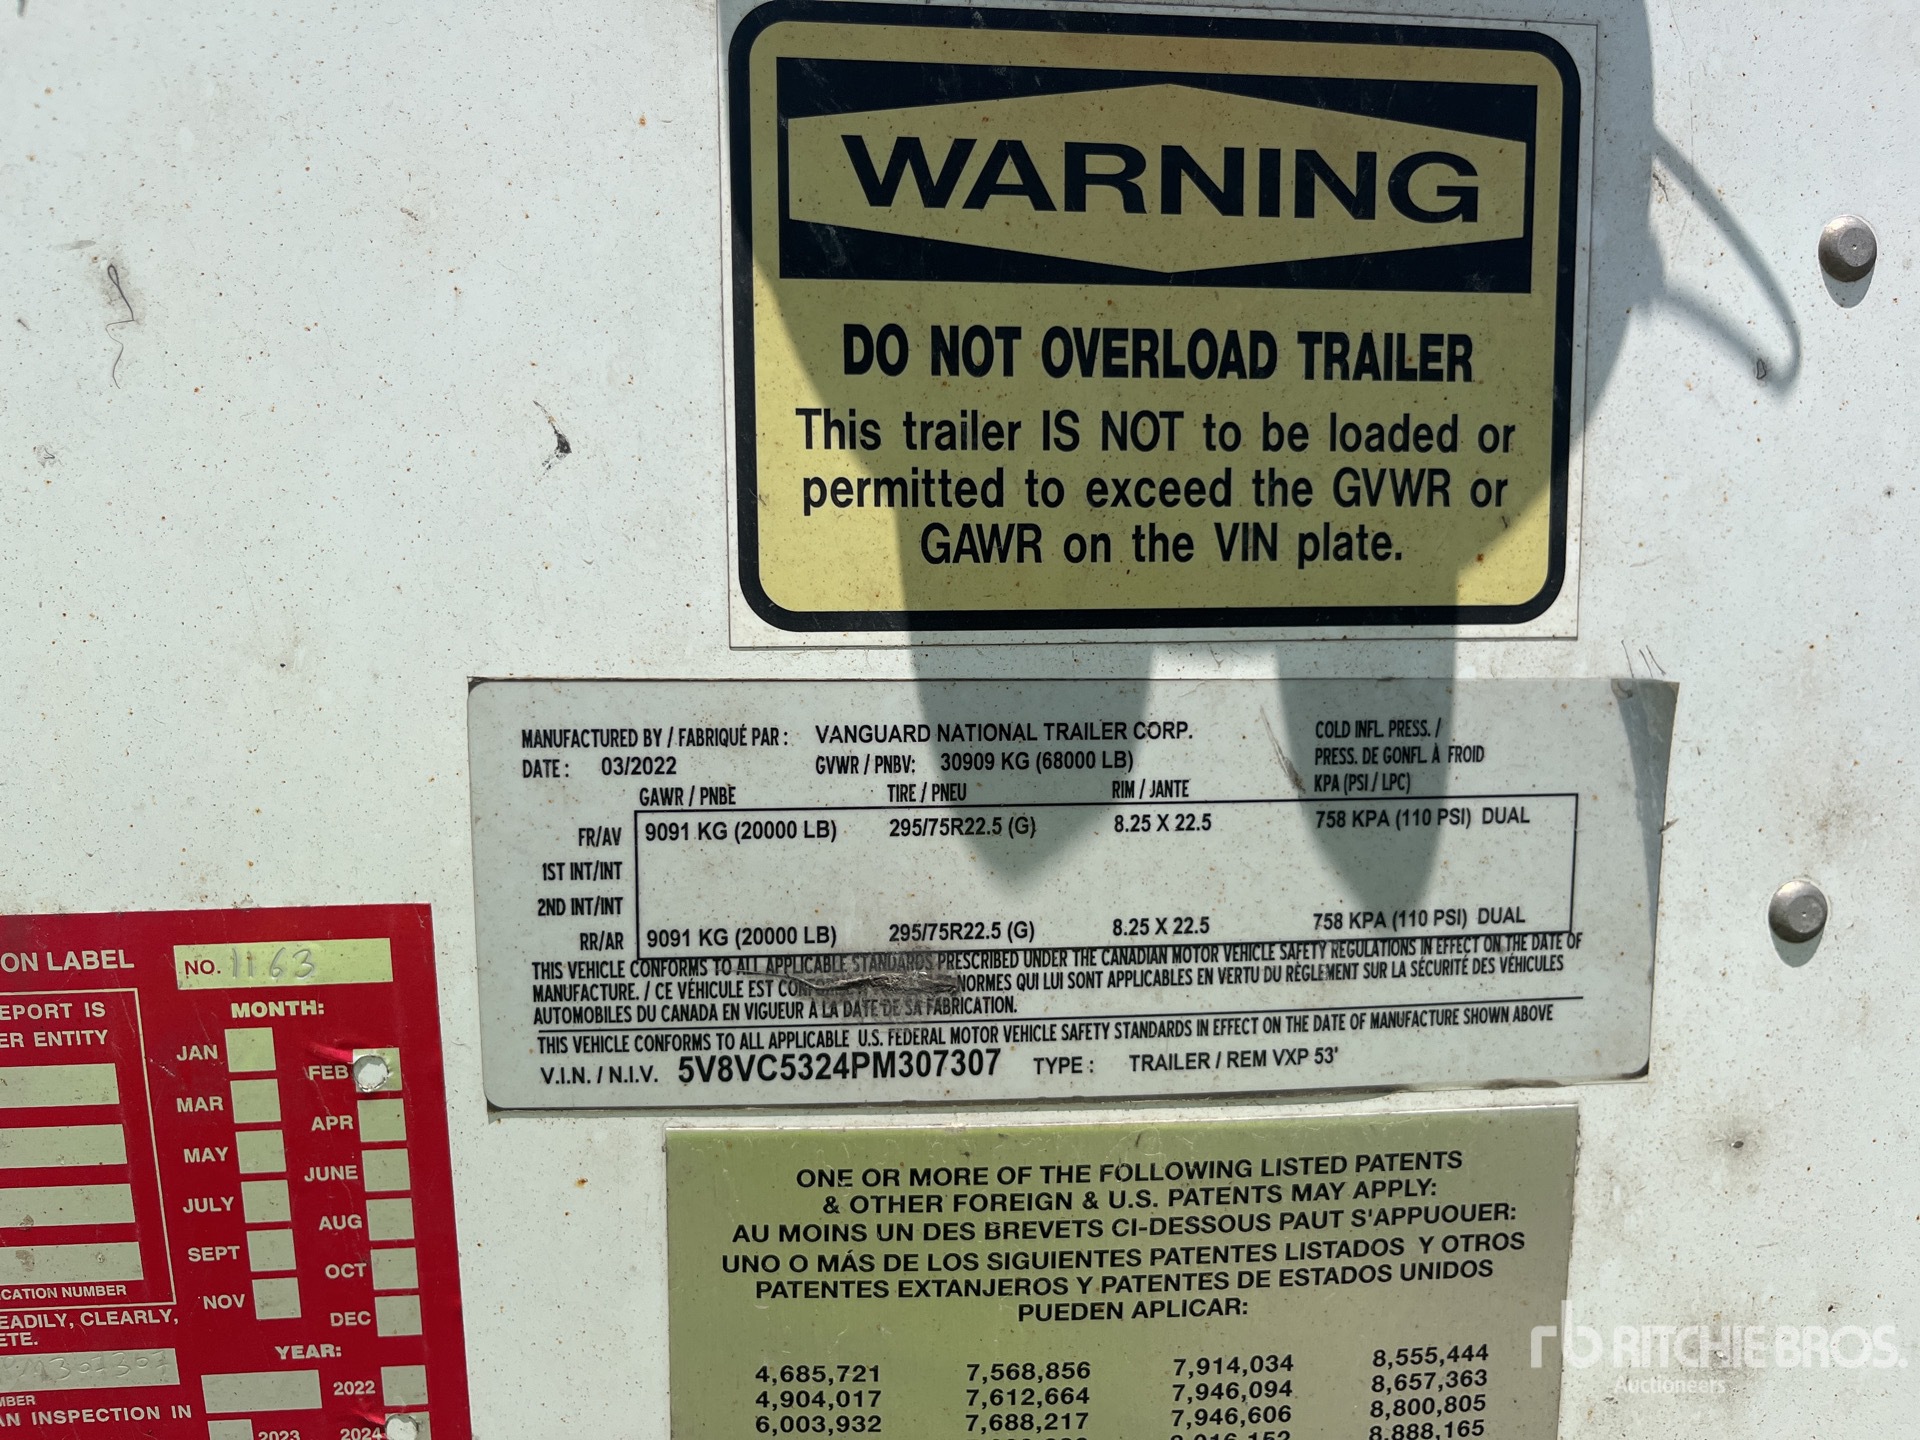 WARNING
DO NOT OVERLOAD TRAILER
This trailer IS NOT to be loaded or
permitted to exceed the GVWR or
GAWR on the VIN plate.
MANUFACTURED BY / FABRIQUÉ PAR : VANGUARD NATIONAL TRAILER CORP.
DATE : 03/2022 GVWR / PNBV: 30909 KG (68000 LB)
COLD INFL. PRESS. /
PRESS. DE GONFL. À FROID
KPA (PSI / LPC)
GAWR / PNBE TIRE / PNEU RIM / JANTE
FR/AV 9091 KG (20000 LB) 295/75R22.5 (G) 8.25 X 22.5 758 KPA (110 PSI) DUAL
1ST INT/INT
2ND INT/INT
RR/AR 9091 KG (20000 LB) 295/75R22.5 (G) 8.25 X 22.5 758 KPA (110 PSI) DUAL
THIS VEHICLE CONFORMS TO ALL APPLICABLE STANDARDS PRESCRIBED UNDER THE CANADIAN MOTOR VEHICLE SAFETY REGULATIONS IN EFFECT ON THE DATE OF
MANUFACTURE. / CE VÉHICULE EST NORMES QUI LUI SONT APPLICABLES EN VERTU DU RÈGLEMENT SUR LA SÉCURITÉ DES VÉHICULES
AUTOMOBILES DU CANADA EN VIGUEUR À LA DATE DE SA FABRICATION.
THIS VEHICLE CONFORMS TO ALL APPLICABLE U.S. FEDERAL MOTOR VEHICLE SAFETY STANDARDS IN EFFECT ON THE DATE OF MANUFACTURE SHOWN ABOVE
V.I.N. / N.I.V. 5V8VC5324PM307307 TYPE : TRAILER / REM VXP 53'
ON LABEL NO. 1163
EPORT IS
ER ENTITY
MONTH:
JAN FEB
MAR APR
MAY JUNE
JULY AUG
SEPT OCT
NOV DEC
CATION NUMBER
EADILY, CLEARLY,
ETE.
YEAR:
2022
MBER
AN INSPECTION IN
2023 2024
ONE OR MORE OF THE FOLLOWING LISTED PATENTS
& OTHER FOREIGN & U.S. PATENTS MAY APPLY:
AU MOINS UN DES BREVETS CI-DESSOUS PAUT S'APPUOUER:
UNO O MÁS DE LOS SIGUIENTES PATENTES LISTADOS Y OTROS
PATENTES EXTANJEROS Y PATENTES DE ESTADOS UNIDOS
PUEDEN APLICAR:
4,685,721 7,568,856 7,914,034 8,555,444
4,904,017 7,612,664 7,946,094 8,657,363
6,003,932 7,688,217 7,946,606 8,800,805
8,888,165
rb RITCHIE BROS.
Auctioneers